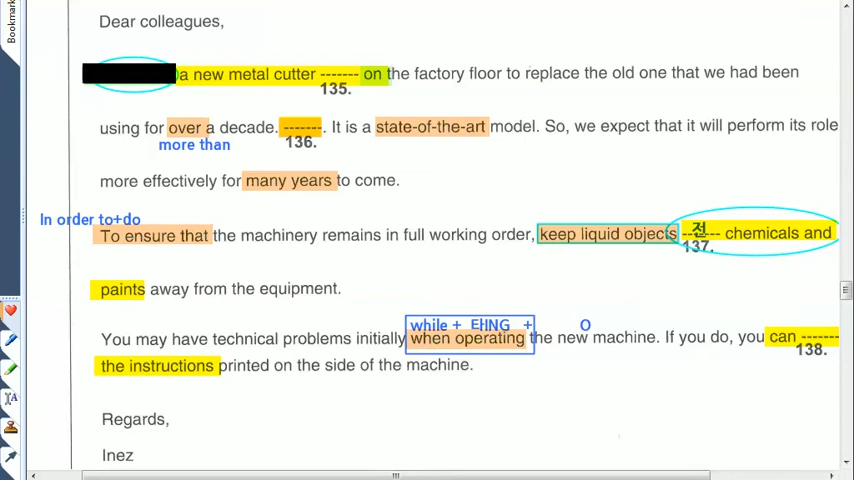 Bookmark
Dear colleagues,
a new metal cutter ------- on the factory floor to replace the old one that we had been
135.
using for over a decade. -------. It is a state-of-the-art model. So, we expect that it will perform its role
more than
136.
more effectively for many years to come.
In order to+do
To ensure that the machinery remains in full working order, keep liquid objects ------- chemicals and
전
137.
paints away from the equipment.
while + ING + O
You may have technical problems initially when operating the new machine. If you do, you can -------
138.
the instructions printed on the side of the machine.
Regards,
Inez